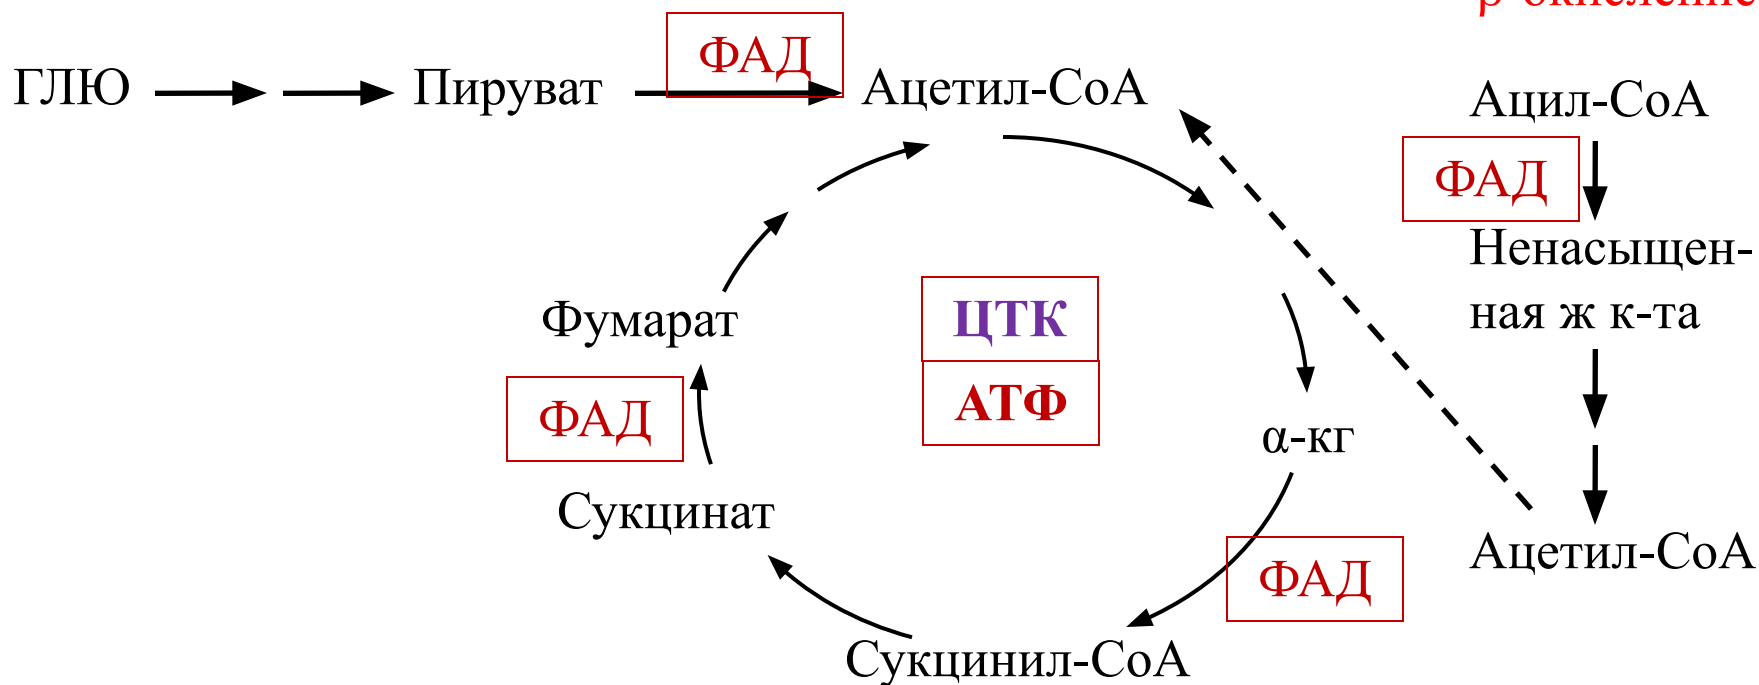 β-окисление
ФАД
ГЛЮ
Пируват
Ацетил-СоА
Ацил-СоА
ФАД
Ненасыщен-
ная ж к-та
Фумарат
ЦТК
АТФ
ФАД
α-кг
Сукцинат
Ацетил-СоА
ФАД
Сукцинил-СоА